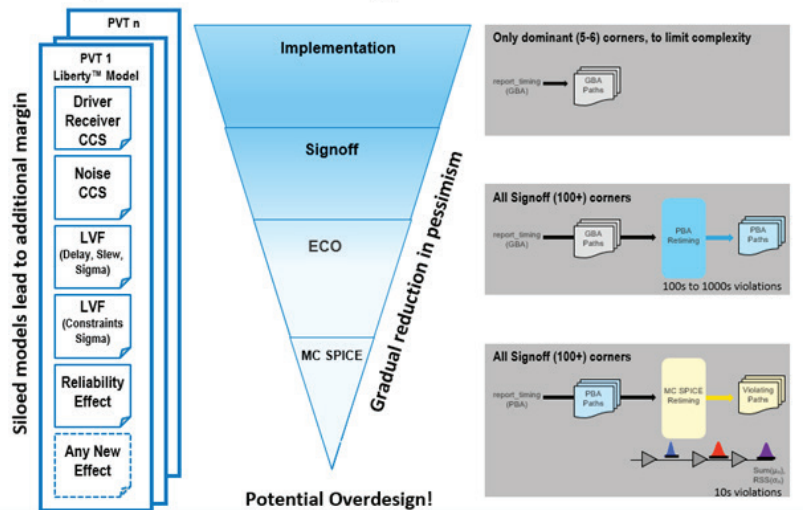 Siloed models lead to additional margin
PVT n
PVT 1
Liberty™ Model
Driver
Receiver
CCS
Noise
CCS
LVF
(Delay, Slew,
Sigma)
LVF
(Constraints
Sigma)
Reliability
Effect
Any New
Effect
Implementation
Signoff
ECO
MC SPICE
Gradual reduction in pessimism
Potential Overdesign!
Only dominant (5-6) corners, to limit complexity
report_timing
(GBA)
GBA
Paths
All Signoff (100+) corners
report_timing
(GBA)
GBA
Paths
PBA
Retiming
PBA
Paths
100s to 1000s violations
All Signoff (100+) corners
report_timing
(PBA)
PBA
Paths
MC SPICE
Retiming
Violating
Paths
Sum(μₙ),
RSS(σₙ)
10s violations